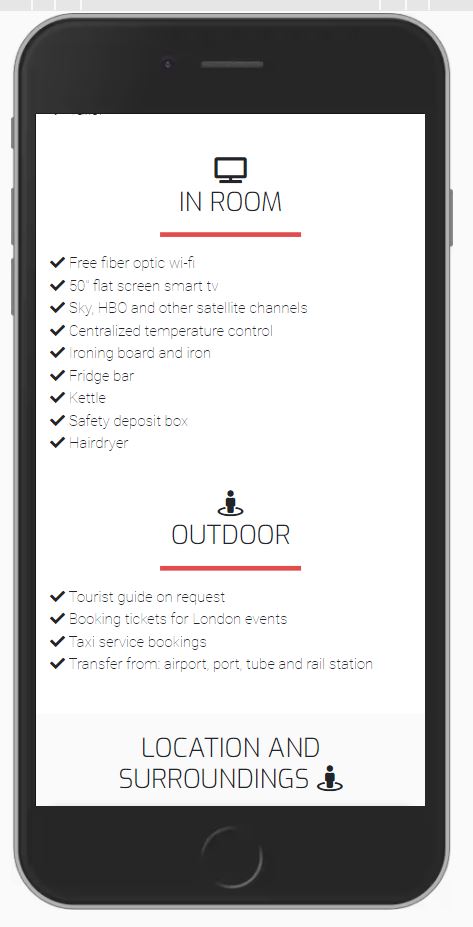 IN ROOM
Free fiber optic wi-fi
50" flat screen smart tv
Sky, HBO and other satellite channels
Centralized temperature control
Ironing board and iron
Fridge bar
Kettle
Safety deposit box
Hairdryer
OUTDOOR
Tourist guide on request
Booking tickets for London events
Taxi service bookings
Transfer from: airport, port, tube and rail station
LOCATION AND
SURROUNDINGS